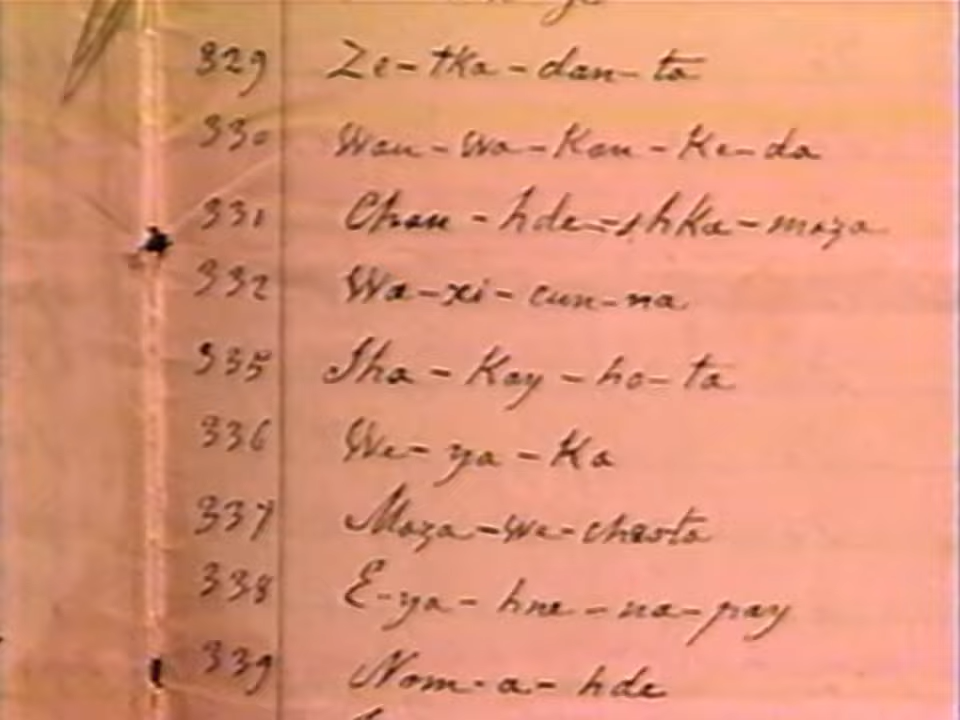 329 Ze-tka-dan-ta
330 Wan-wa-Kan-Ke-da
331 Chan-hde-shka-maza
332 Wa-xi-cun-na
335 Sha-Kay-ho-ta
336 We-ya-Ka
337 Maza-wa-chasta
338 E-ya-hna-na-pay
339 Nom-a-hde